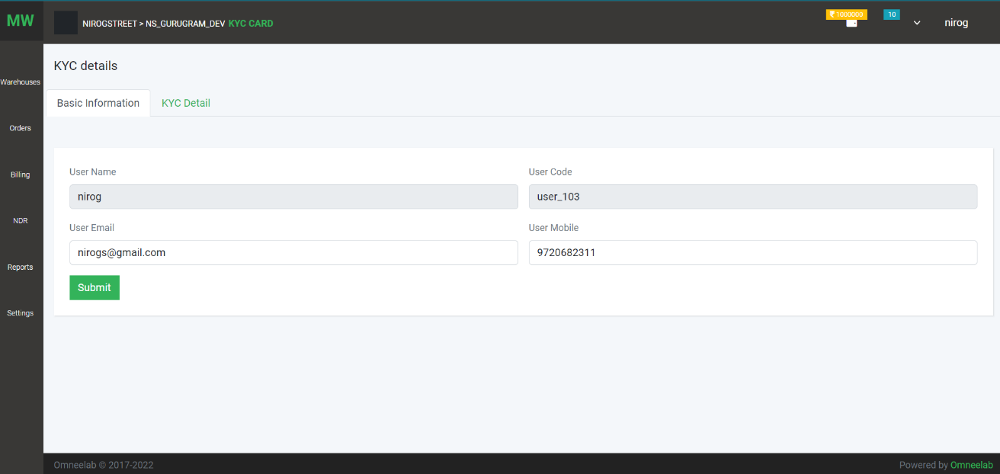 MW
NIROGSTREET > NS_GURUGRAM_DEV KYC CARD
₹ 1000000
10
nirog
Warehouses
Orders
Billing
NDR
Reports
Settings
KYC details
Basic Information
KYC Detail
User Name
User Code
nirog
user_103
User Email
User Mobile
nirogs@gmail.com
9720682311
Submit
Omneelab © 2017-2022
Powered by Omneelab